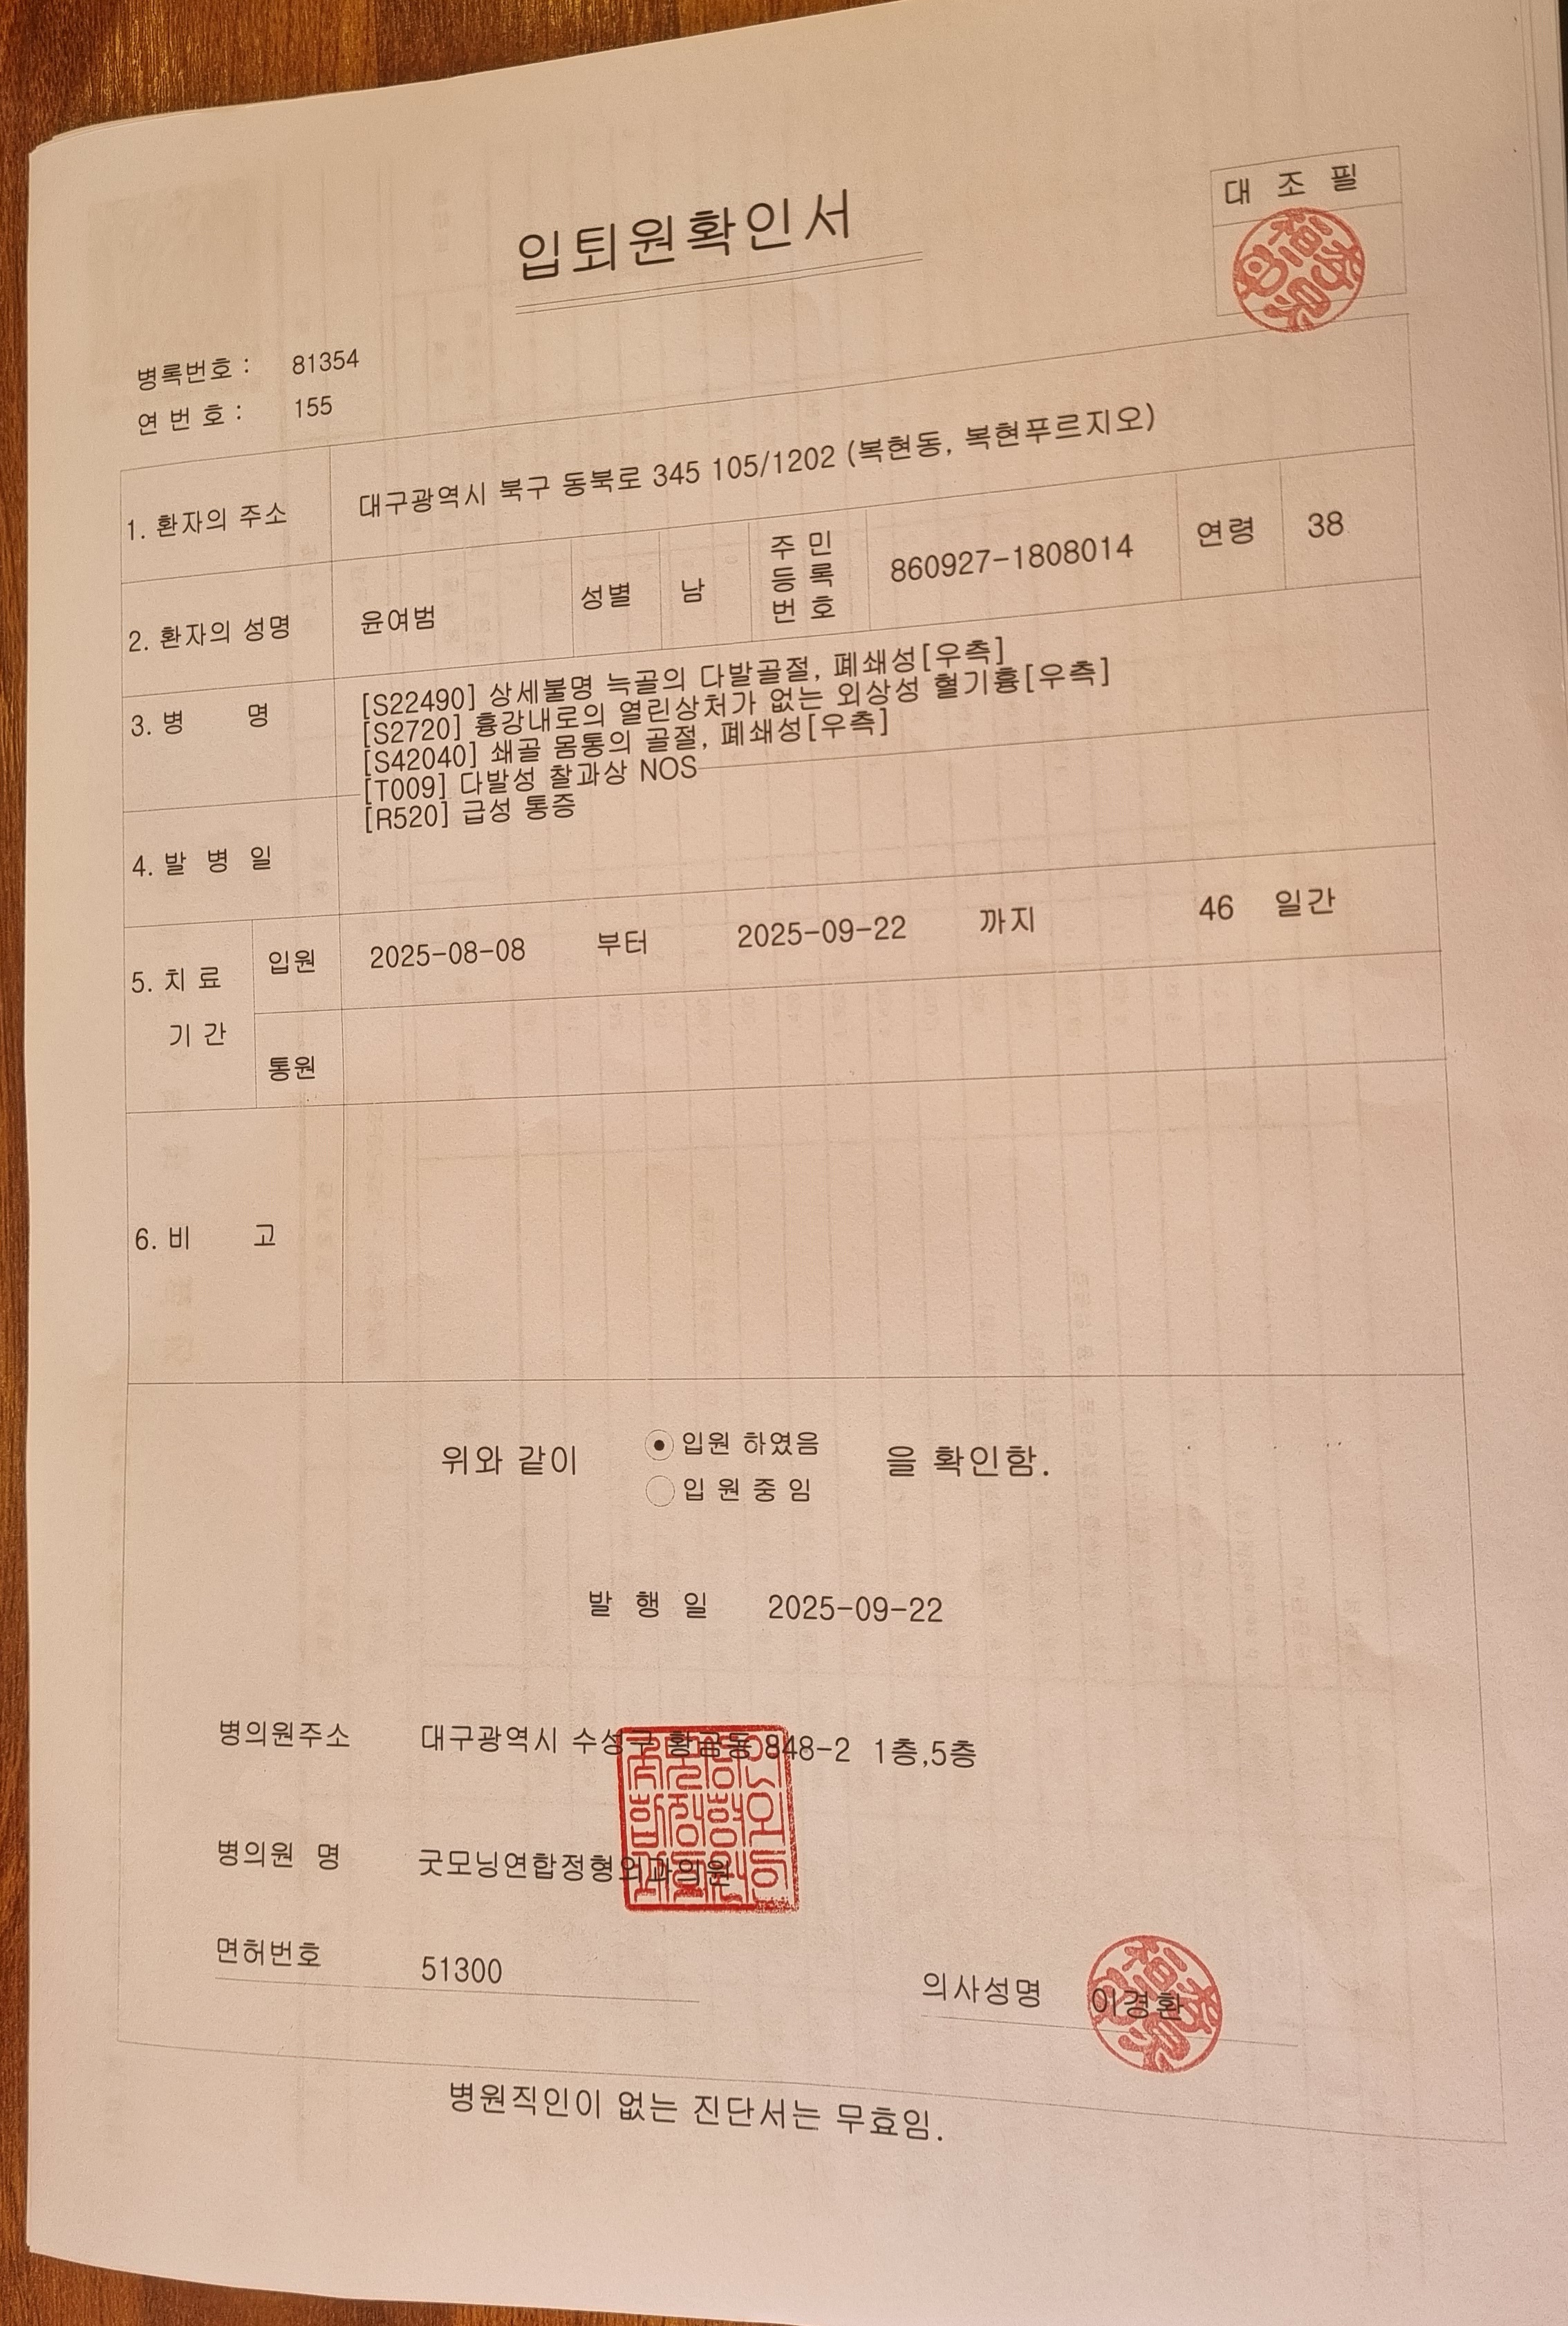 입퇴원확인서
대 조 필
병록번호 : 81354
연 번 호 : 155
1. 환자의 주소 대구광역시 북구 동북로 345 105/1202 (복현동, 복현푸르지오)
2. 환자의 성명 윤여범 성별 남 주 민 등 록 번 호 860927-1808014 연령 38
3. 병 명 [S22490] 상세불명 늑골의 다발골절, 폐쇄성[우측]
[S2720] 흉강내로의 열린상처가 없는 외상성 혈기흉[우측]
[S42040] 쇄골 몸통의 골절, 폐쇄성[우측]
[T009] 다발성 찰과상 NOS
[R520] 급성 통증
4. 발 병 일
5. 치 료 기 간
입원 2025-08-08 부터 2025-09-22 까지 46 일간
통원
6. 비 고
위와 같이 입원 하였음 을 확인함.
입 원 중 임
발 행 일 2025-09-22
병의원주소 대구광역시 수성구 황금동 848-2 1층,5층
병의원 명 굿모닝연합정형외과의원
면허번호 51300
의사성명 이경환
병원직인이 없는 진단서는 무효임.